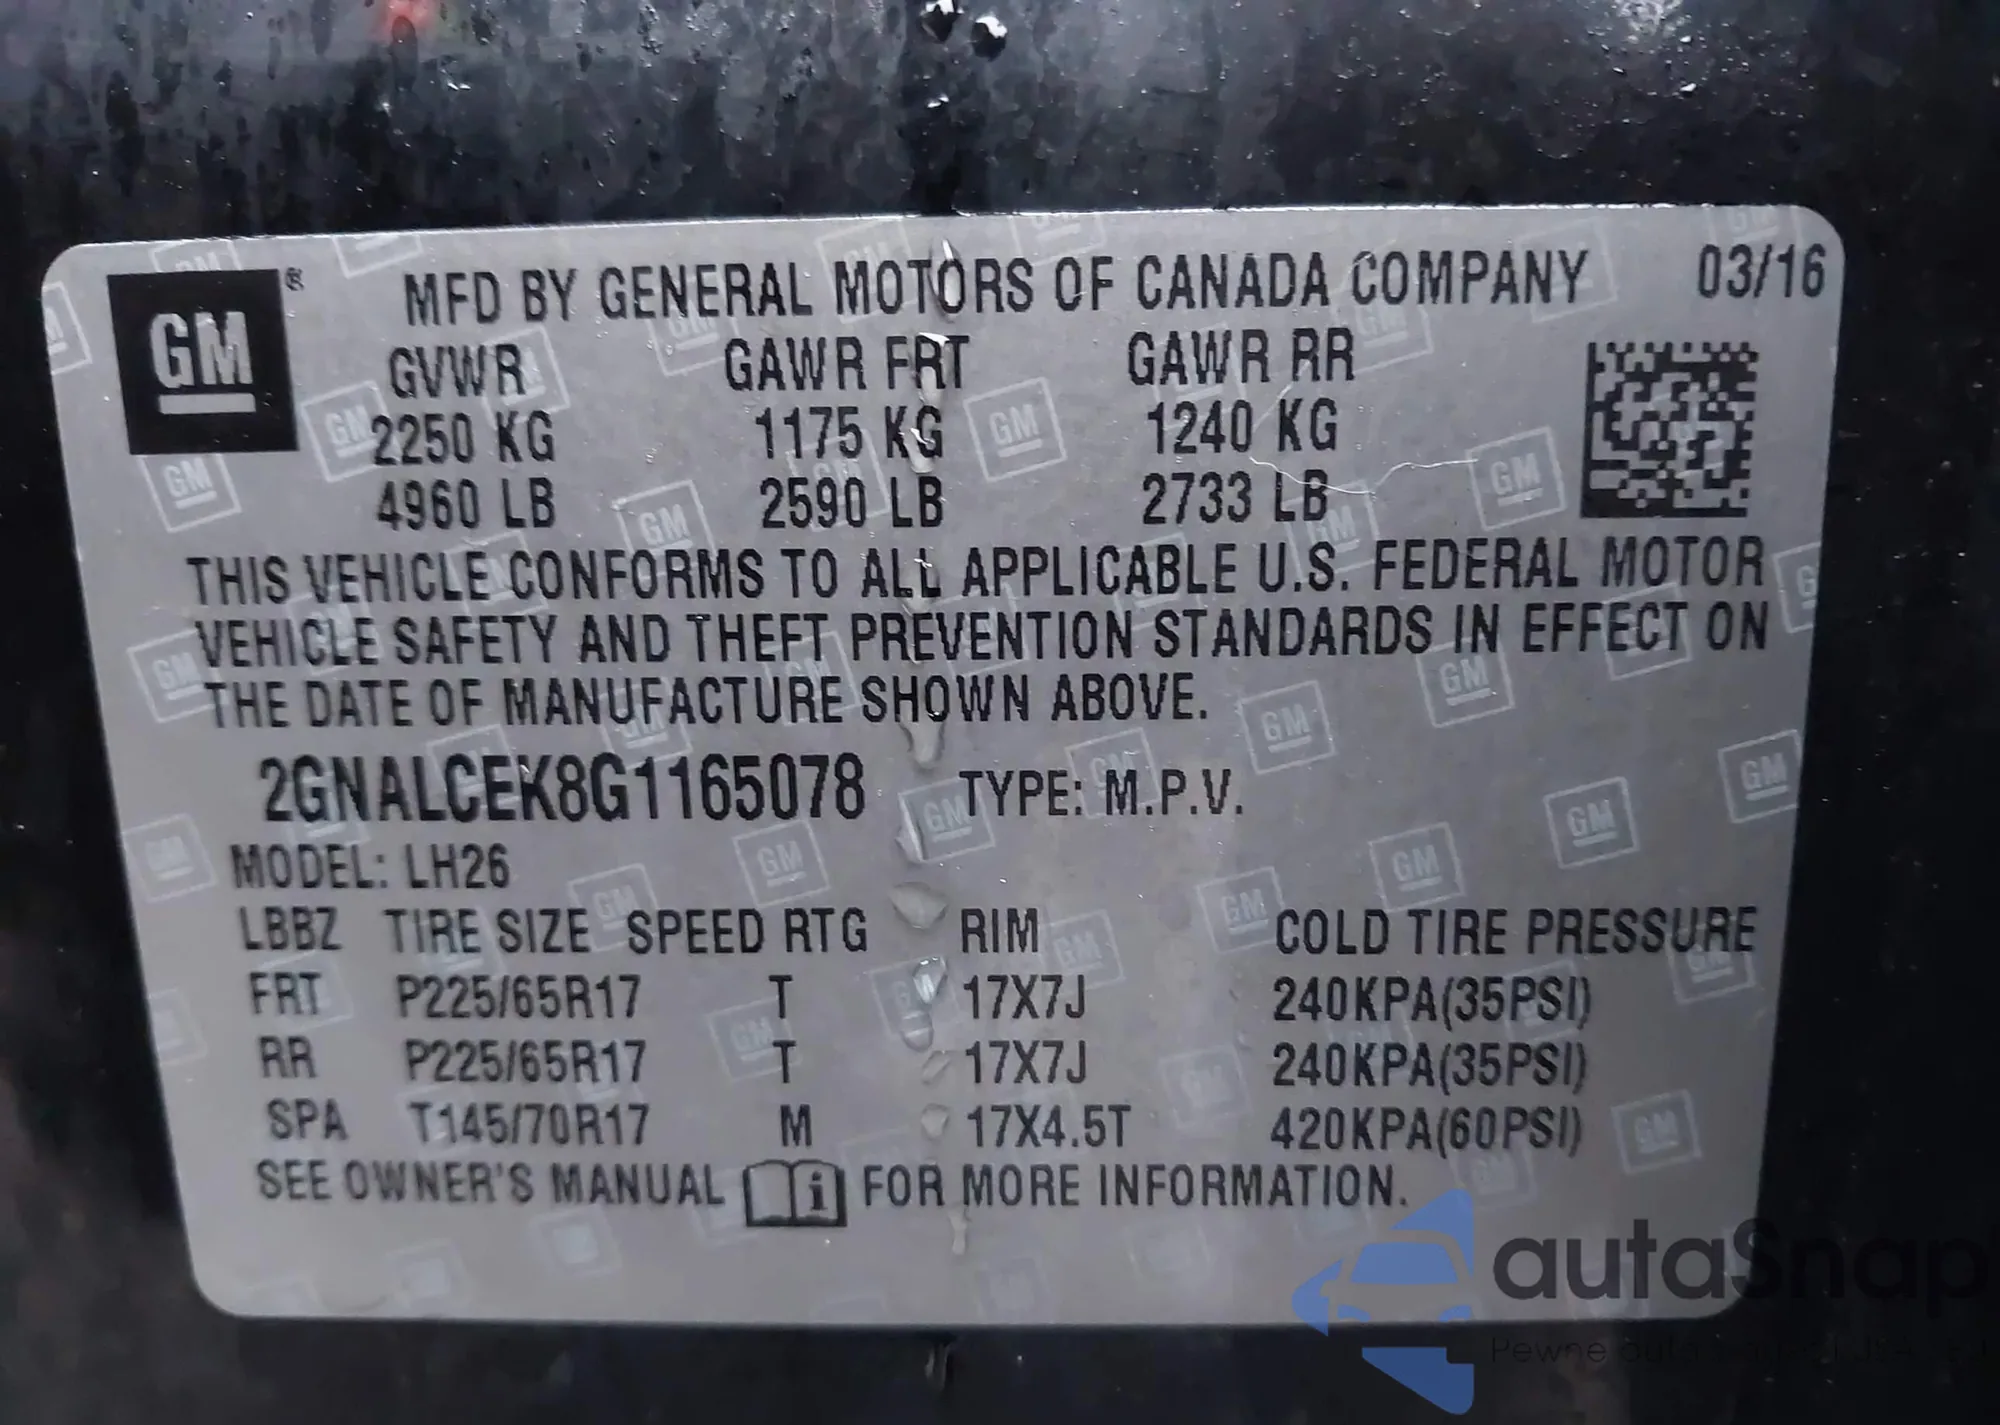 GM ® MFD BY GENERAL MOTORS OF CANADA COMPANY 03/16
GVWR GAWR FRT GAWR RR
2250 KG 1175 KG 1240 KG
4960 LB 2590 LB 2733 LB
THIS VEHICLE CONFORMS TO ALL APPLICABLE U.S. FEDERAL MOTOR
VEHICLE SAFETY AND THEFT PREVENTION STANDARDS IN EFFECT ON
THE DATE OF MANUFACTURE SHOWN ABOVE.
2GNALCEK8G1165078 TYPE: M.P.V.
MODEL: LH26
LBBZ TIRE SIZE SPEED RTG RIM COLD TIRE PRESSURE
FRT P225/65R17 T 17X7J 240KPA(35PSI)
RR P225/65R17 T 17X7J 240KPA(35PSI)
SPA T145/70R17 M 17X4.5T 420KPA(60PSI)
SEE OWNER'S MANUAL i FOR MORE INFORMATION.
autaSnap
Pewne auta